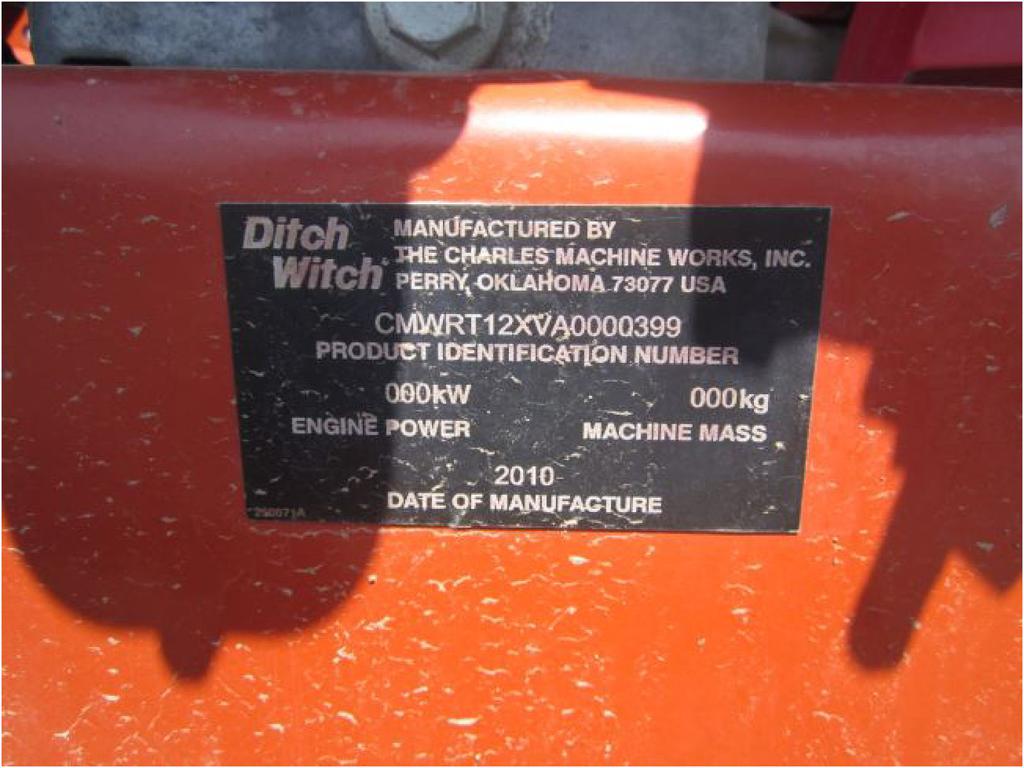 Ditch Witch
MANUFACTURED BY
THE CHARLES MACHINE WORKS, INC.
PERRY, OKLAHOMA 73077 USA
CMWRT12XVA0000399
PRODUCT IDENTIFICATION NUMBER
000kW 000kg
ENGINE POWER MACHINE MASS
2010
DATE OF MANUFACTURE